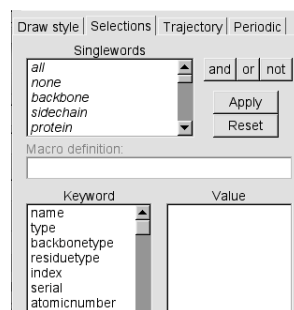 Draw style Selections Trajectory Periodic
Singlewords
all
none
backbone
sidechain
protein
and or not
Apply
Reset
Macro definition:
Keyword Value
name
type
backbonetype
residuetype
index
serial
atomicnumber